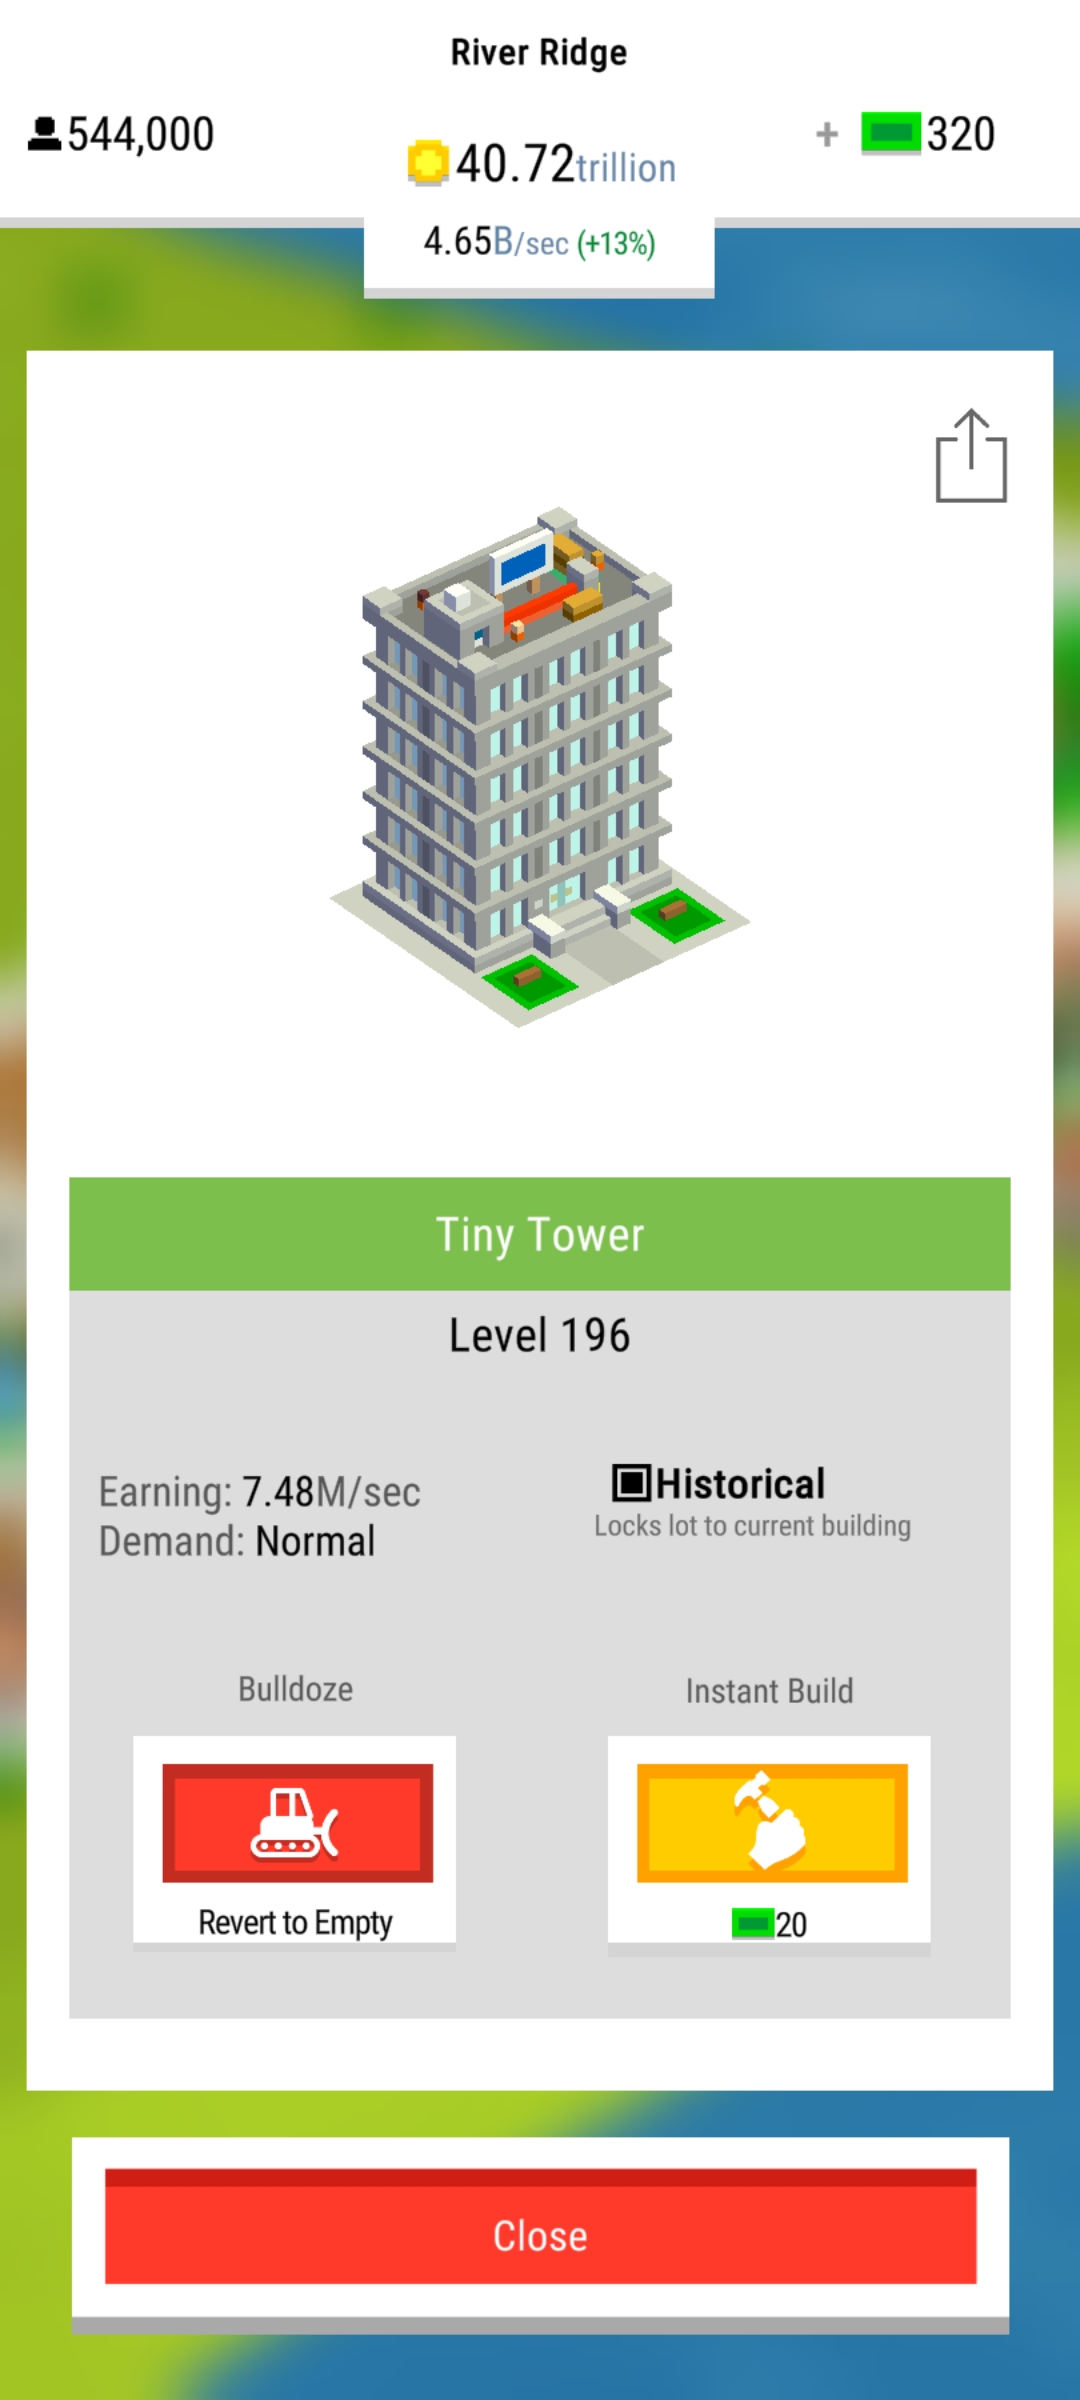 River Ridge
544,000
40.72trillion
+ 320
4.65B/sec (+13%)
Tiny Tower
Level 196
Earning: 7.48M/sec
Demand: Normal
Historical
Locks lot to current building
Bulldoze
Instant Build
Revert to Empty
20
Close